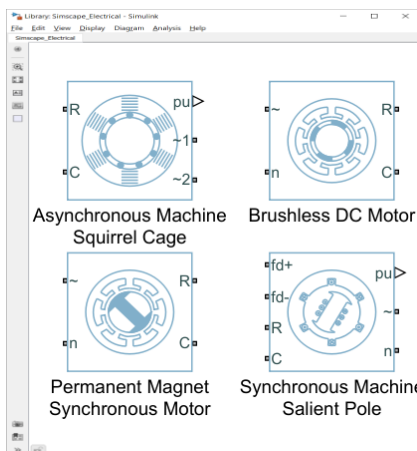 Library: Simscape_Electrical - Simulink
File Edit View Display Diagram Analysis Help
Simscape_Electrical
R
C
pu
~1
~2
Asynchronous Machine
Squirrel Cage
~
n
R
C
Brushless DC Motor
~
n
R
C
Permanent Magnet
Synchronous Motor
fd+
fd-
R
C
pu
~
n
Synchronous Machine
Salient Pole